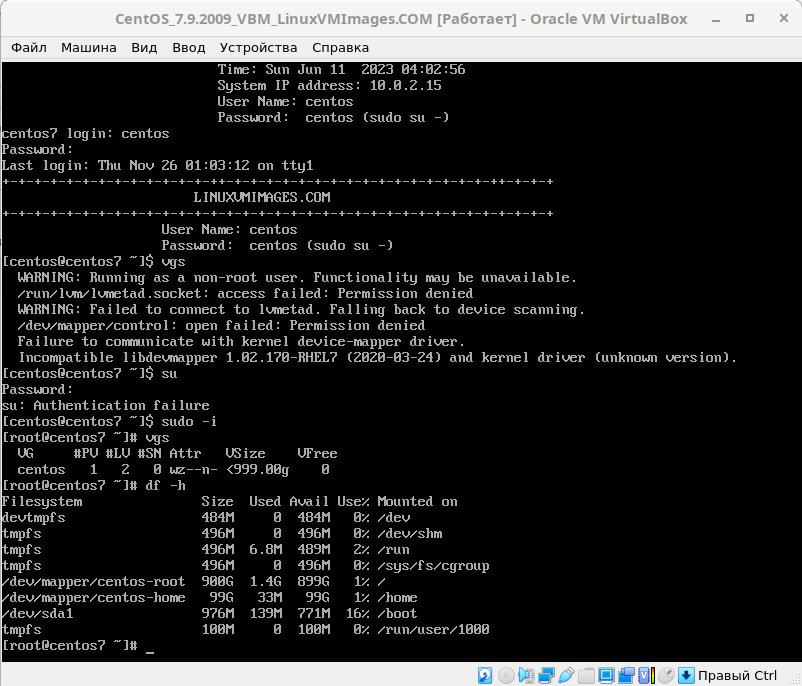 CentOS_7.9.2009_VBM_LinuxVMImages.COM [Работает] - Oracle VM VirtualBox
Файл Машина Вид Ввод Устройства Справка
Time: Sun Jun 11  2023 04:02:56
System IP address: 10.0.2.15
User Name: centos
Password:  centos (sudo su -)
centos7 login: centos
Password:
Last login: Thu Nov 26 01:03:12 on tty1
+-+-+-+-+-+-+-+-+-+-+-+-+-+-+-+-+-+-+-+-+-+-+-+-+-+-+-+-+-+-+-+-+-+-+
LINUXVMIMAGES.COM
+-+-+-+-+-+-+-+-+-+-+-+-+-+-+-+-+-+-+-+-+-+-+-+-+-+-+-+-+-+-+-+-+-+-+
User Name: centos
Password:  centos (sudo su -)
[centos@centos7 ~]$ vgs
  WARNING: Running as a non-root user. Functionality may be unavailable.
  /run/lvm/lvmetad.socket: access failed: Permission denied
  WARNING: Failed to connect to lvmetad. Falling back to device scanning.
  /dev/mapper/control: open failed: Permission denied
  Failure to communicate with kernel device-mapper driver.
  Incompatible libdevmapper 1.02.170-RHEL7 (2020-03-24) and kernel driver (unknown version).
[centos@centos7 ~]$ su
Password:
su: Authentication failure
[centos@centos7 ~]$ sudo -i
[root@centos7 ~]# vgs
  VG     #PV #LV #SN Attr   VSize    VFree
  centos   1   2   0 wz--n- <999.00g    0
[root@centos7 ~]# df -h
Filesystem               Size  Used Avail Use% Mounted on
devtmpfs                 484M     0  484M   0% /dev
tmpfs                    496M     0  496M   0% /dev/shm
tmpfs                    496M  6.8M  489M   2% /run
tmpfs                    496M     0  496M   0% /sys/fs/cgroup
/dev/mapper/centos-root  900G  1.4G  899G   1% /
/dev/mapper/centos-home   99G   33M   99G   1% /home
/dev/sda1                976M  139M  771M  16% /boot
tmpfs                    100M     0  100M   0% /run/user/1000
[root@centos7 ~]# _
Правый Ctrl